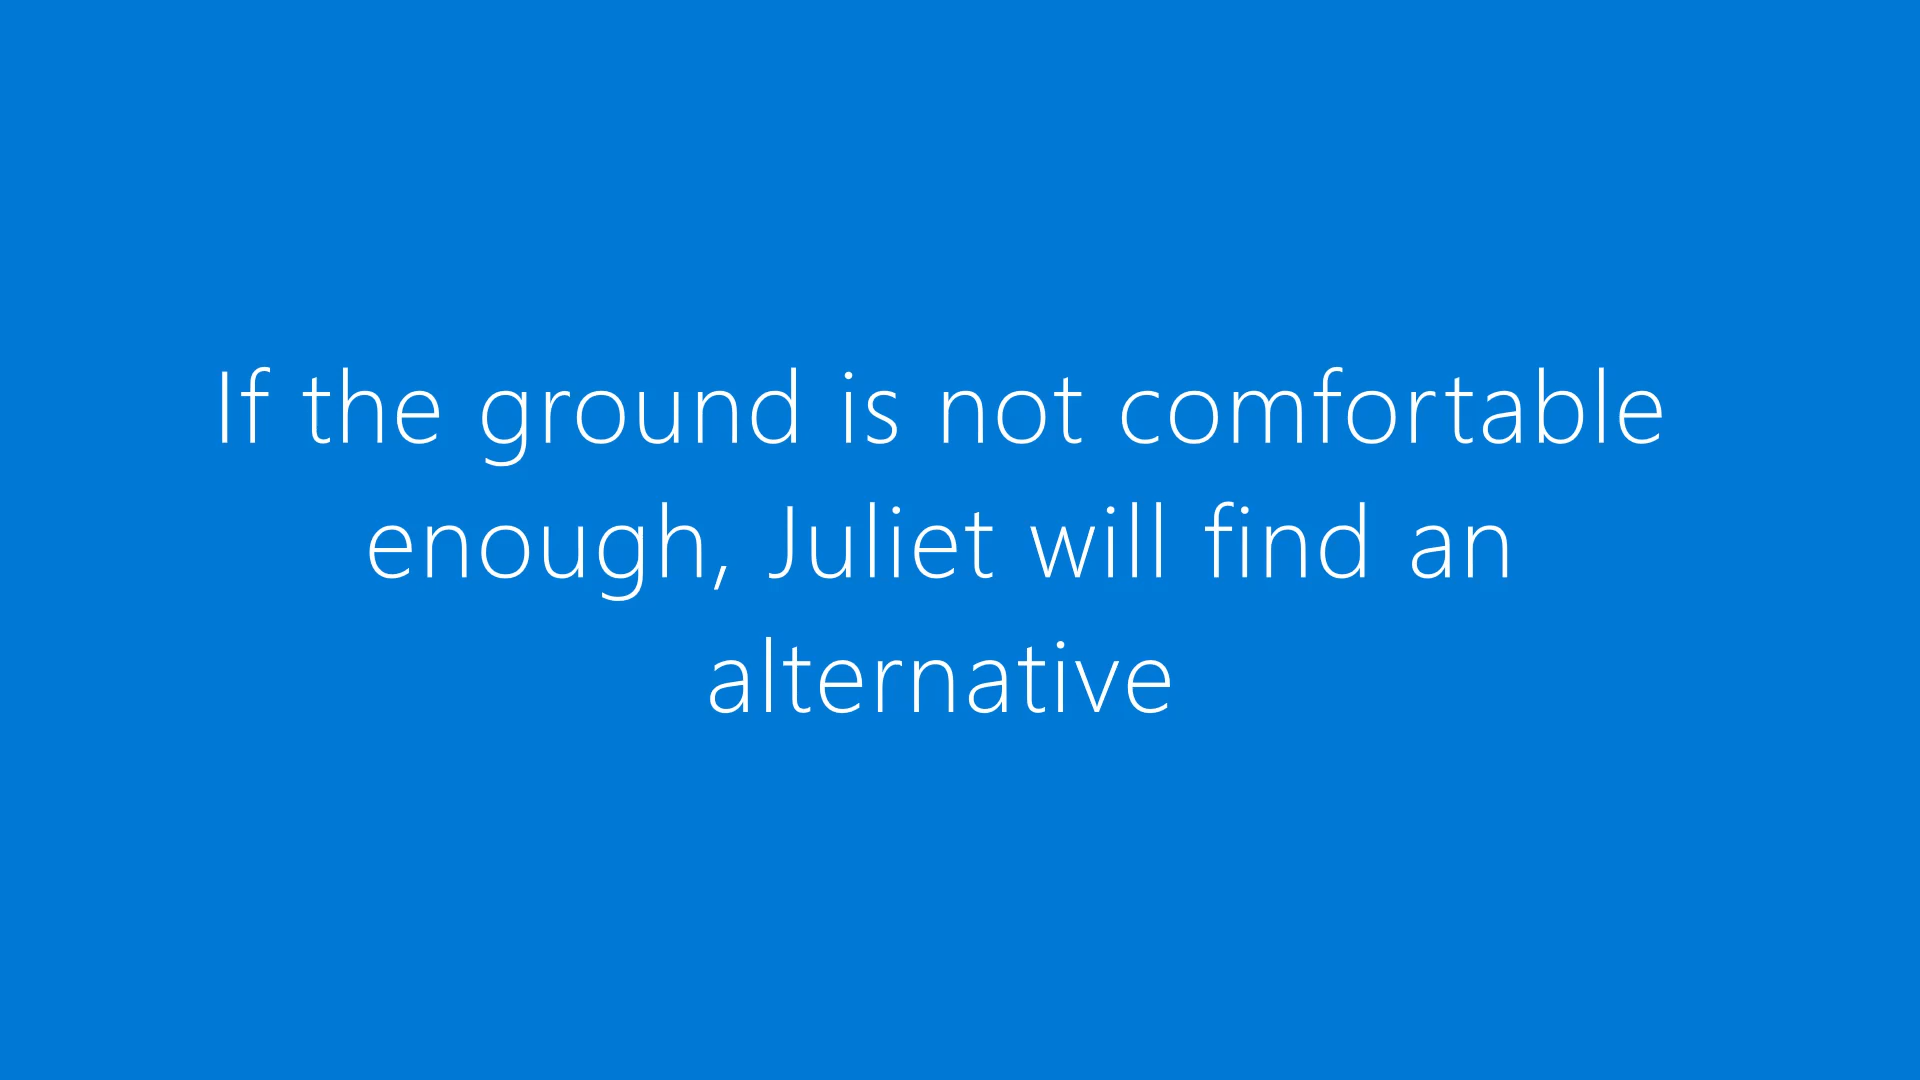 If the ground is not comfortable
enough, Juliet will find an
alternative